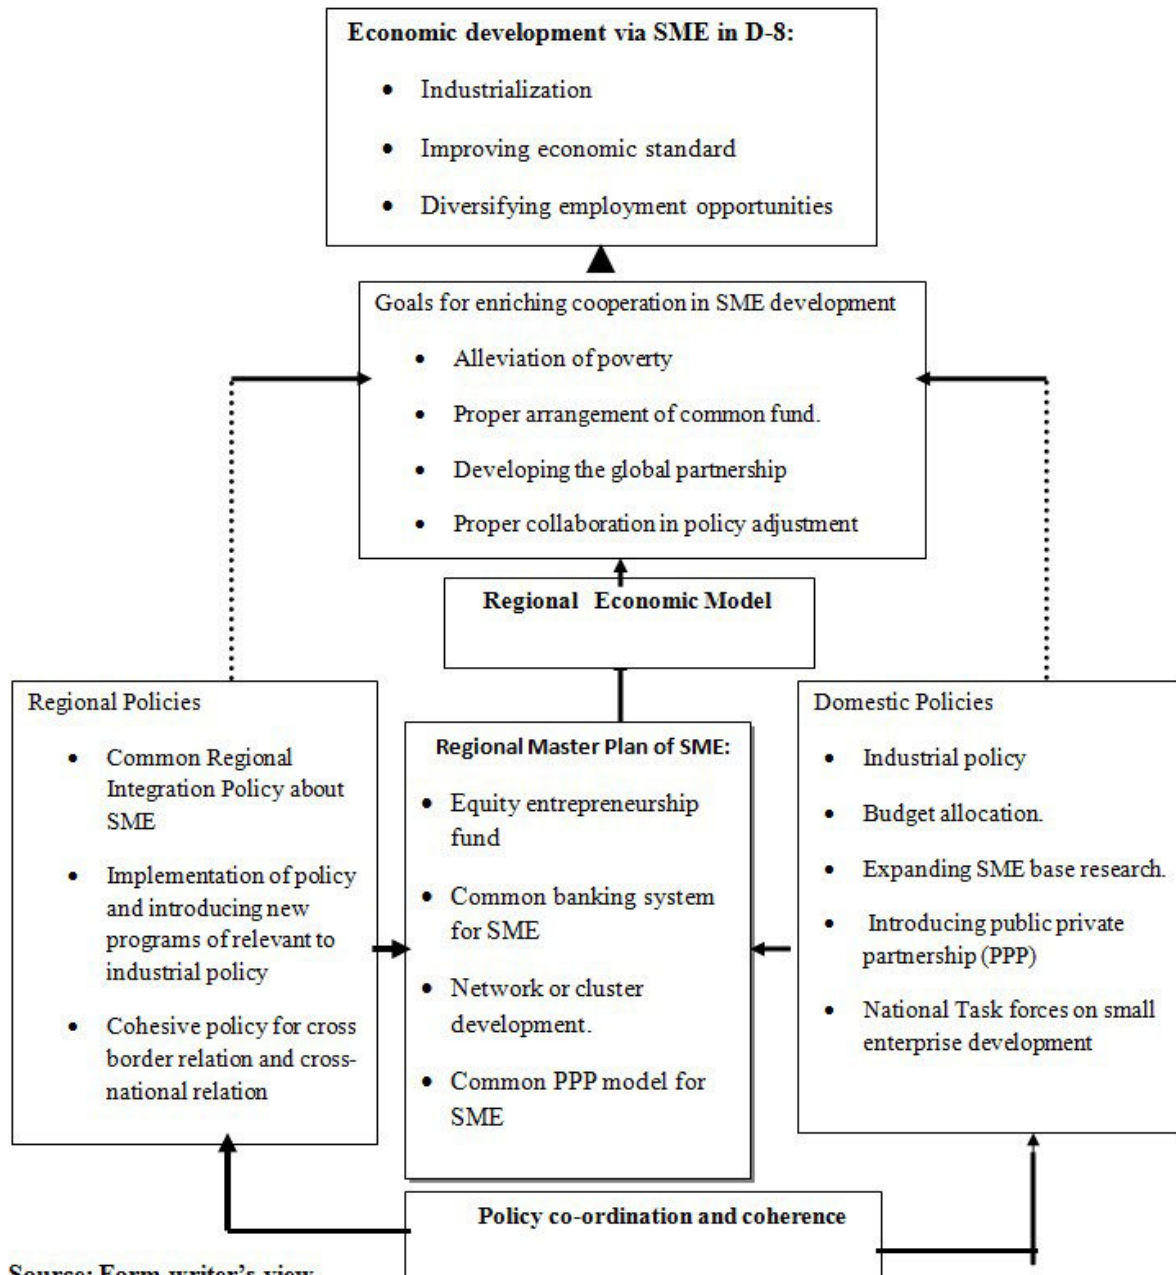 Economic development via SME in D-8:
• Industrialization
• Improving economic standard
• Diversifying employment opportunities
Goals for enriching cooperation in SME development
• Alleviation of poverty
• Proper arrangement of common fund.
• Developing the global partnership
• Proper collaboration in policy adjustment
Regional Economic Model
Regional Policies
• Common Regional
Integration Policy about
SME
• Implementation of policy
and introducing new
programs of relevant to
industrial policy
• Cohesive policy for cross
border relation and cross-
national relation
Regional Master Plan of SME:
• Equity entrepreneurship
fund
• Common banking system
for SME
• Network or cluster
development.
• Common PPP model for
SME
Domestic Policies
• Industrial policy
• Budget allocation.
• Expanding SME base research.
• Introducing public private
partnership (PPP)
• National Task forces on small
enterprise development
Policy co-ordination and coherence
Source: Form writer's view